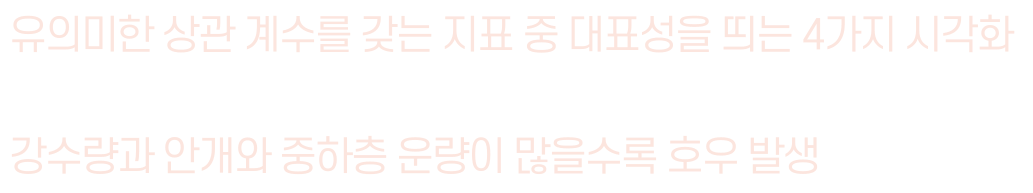 유의미한 상관 계수를 갖는 지표 중 대표성을 띄는 4가지 시각화
강수량과 안개와 중하층 운량이 많을수록 호우 발생